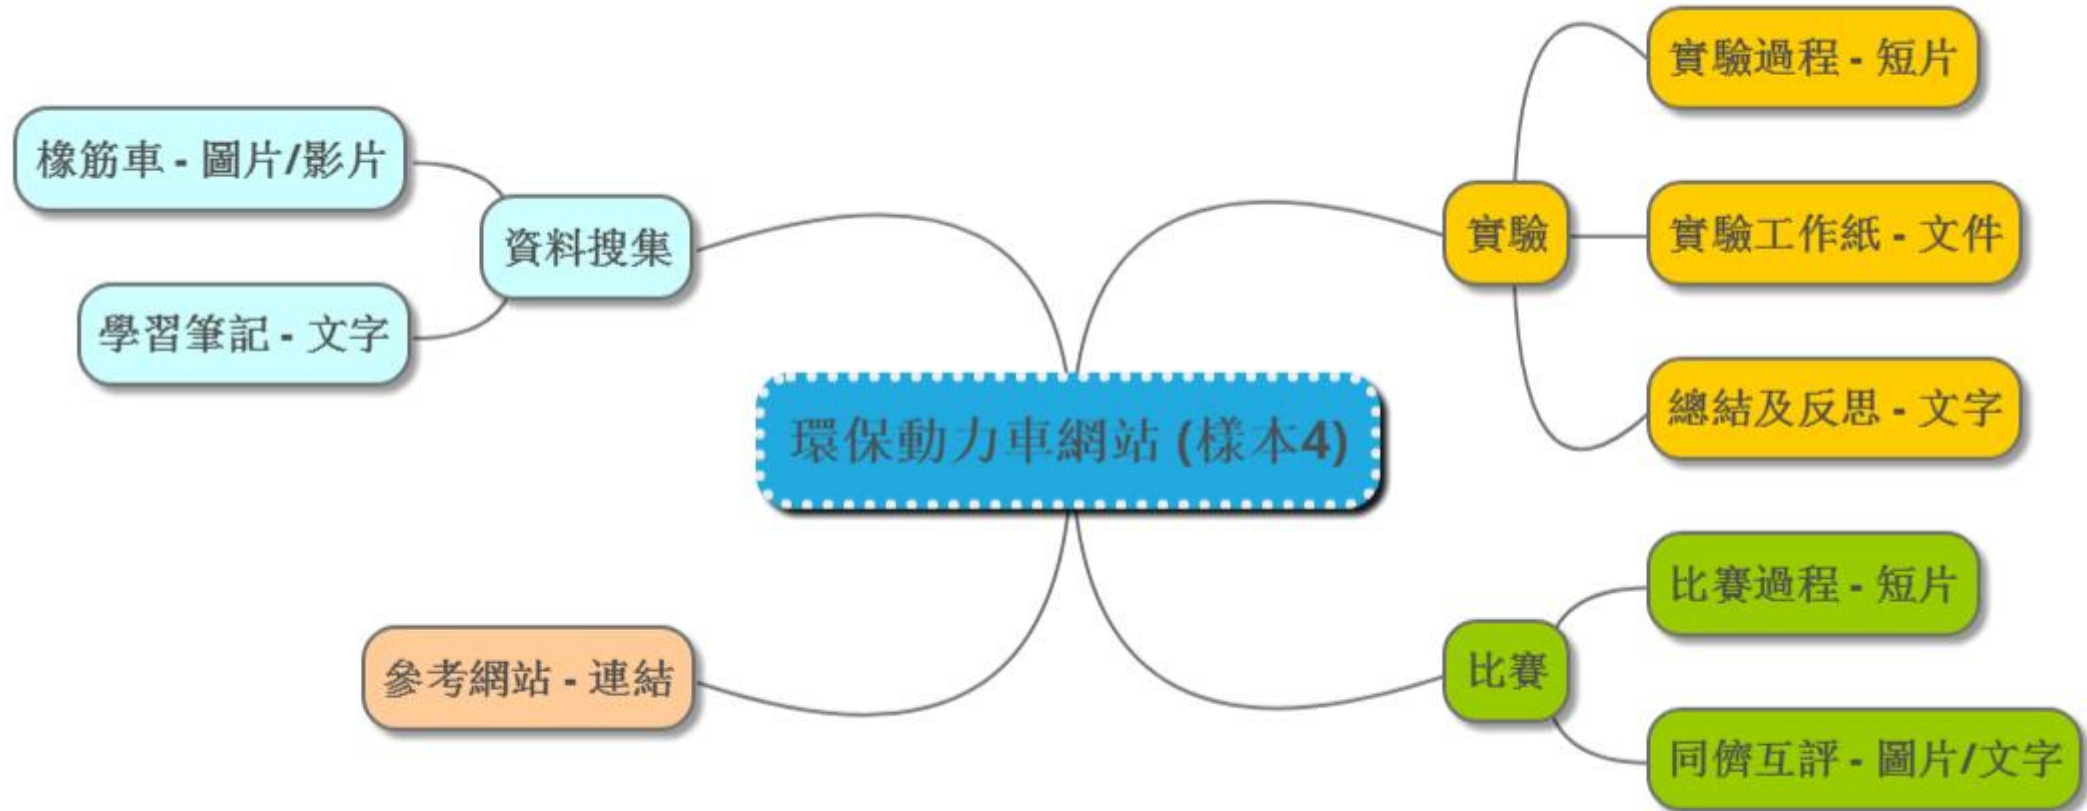 環保動力車網站 (樣本4)
資料搜集
橡筋車 - 圖片/影片
學習筆記 - 文字
參考網站 - 連結
實驗
實驗過程 - 短片
實驗工作紙 - 文件
總結及反思 - 文字
比賽
比賽過程 - 短片
同儕互評 - 圖片/文字